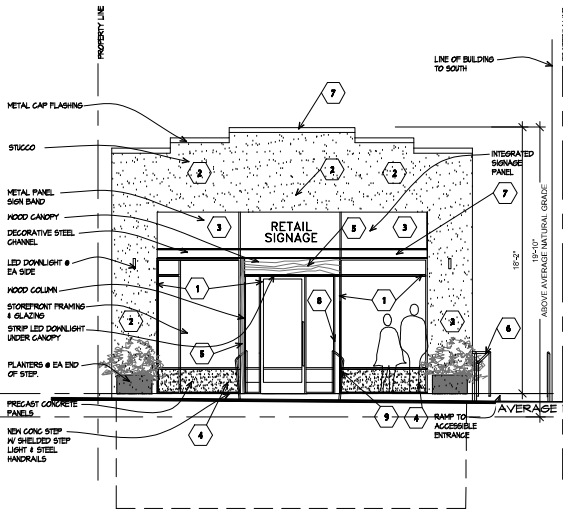 PROPERTY LINE
LINE OF BUILDING
TO SOUTH
7
METAL CAP FLASHING
STUCCO
2
2
2
INTEGRATED
SIGNAGE
PANEL
7
METAL PANEL
SIGN BAND
3
RETAIL
SIGNAGE
5
3
WOOD CANOPY
DECORATIVE STEEL
CHANNEL
LED DOWNLIGHT @
EA SIDE
1
1
WOOD COLUMN
8
STOREFRONT FRAMING
& GLAZING
2
2
6
STRIP LED DOWNLIGHT
UNDER CANOPY
5
PLANTERS @ EA END
OF STEP.
18'-2"
19'-10"
ABOVE AVERAGE NATURAL GRADE
PRECAST CONCRETE
PANELS
AVERAGE
4
9
4
RAMP TO
ACCESSIBLE
ENTRANCE
NEW CONC STEP
W/ SHIELDED STEP
LIGHT & STEEL
HANDRAILS